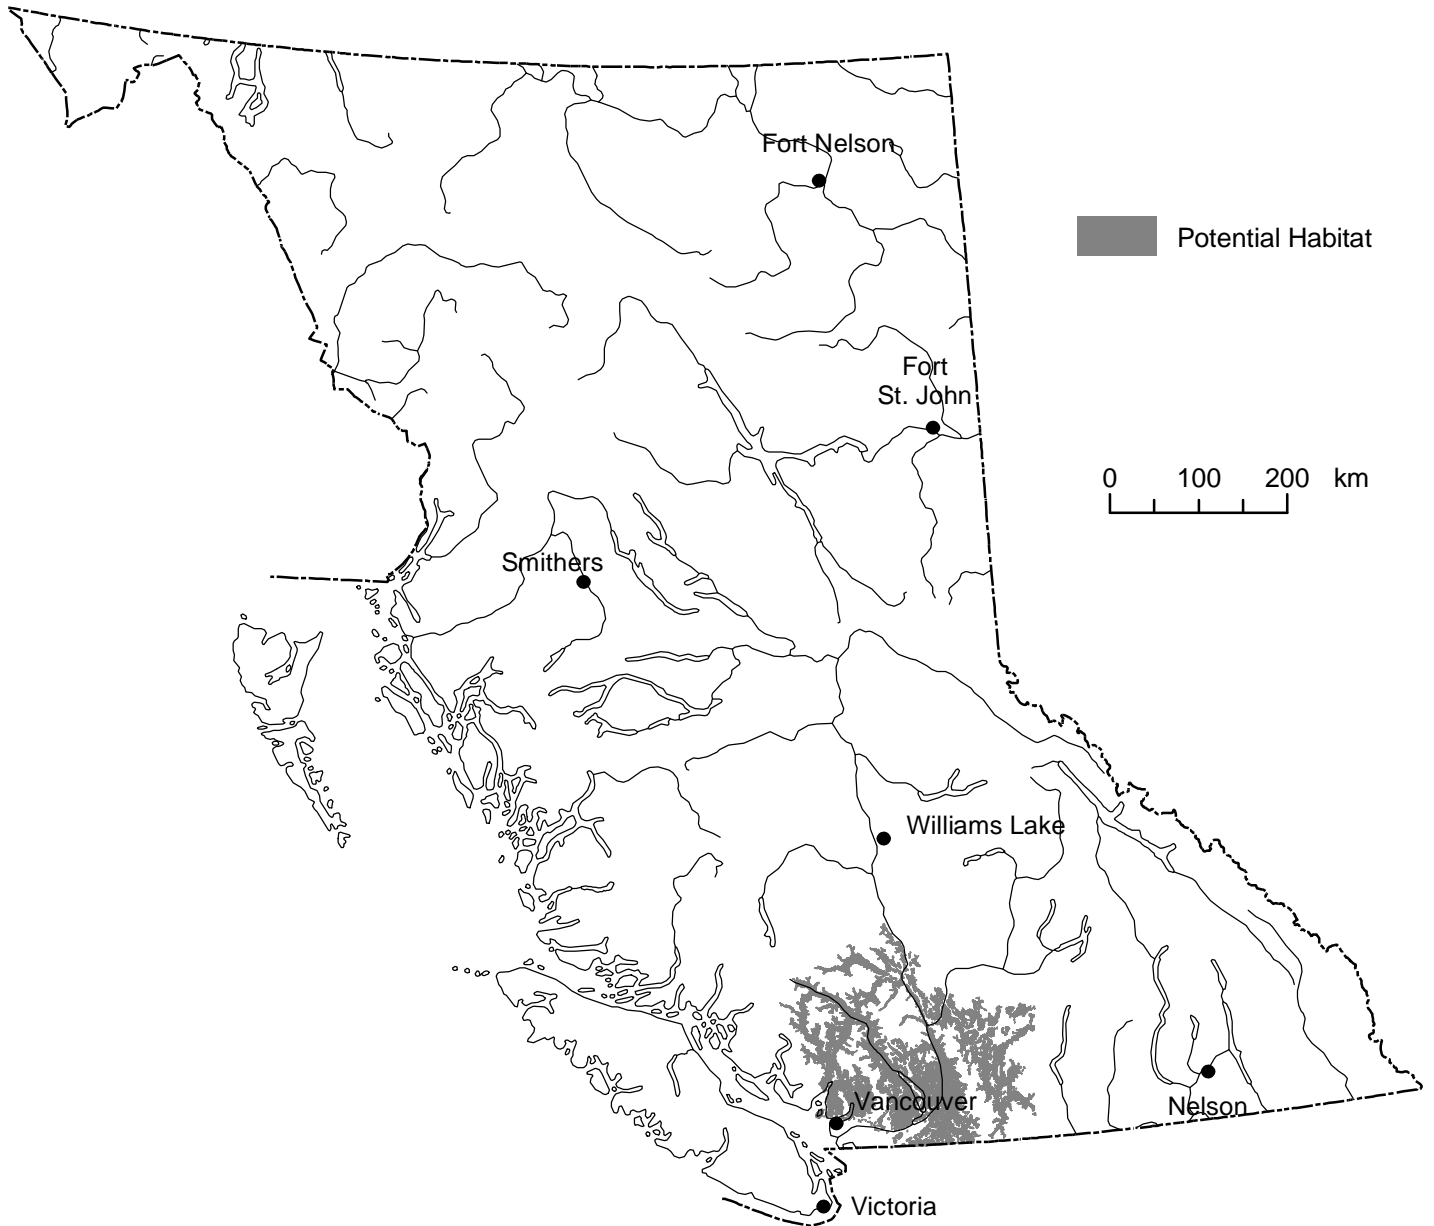 Fort Nelson
Potential Habitat
Fort
St. John
0 100 200 km
Smithers
Williams Lake
Vancouver
Nelson
Victoria